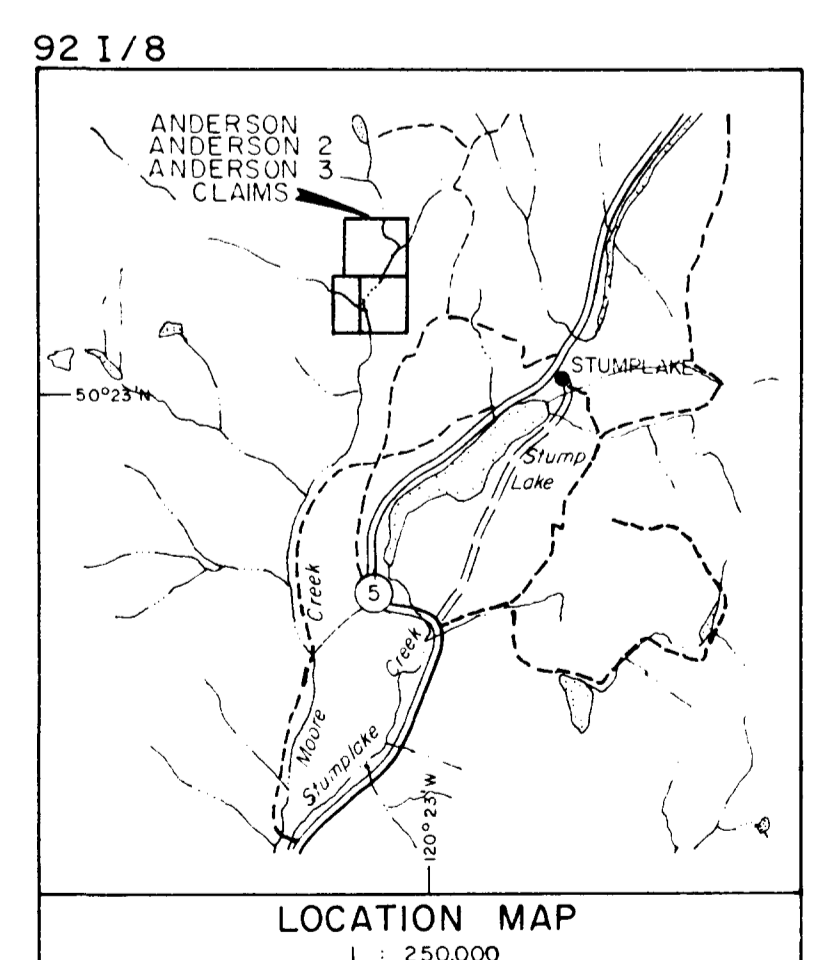 92 I/8
ANDERSON
ANDERSON 2
ANDERSON 3
CLAIMS
STUMPLAKE
50°23'N
Stump
Lake
Creek
5
Creek
Moore
Stumplake
120°23'W
LOCATION MAP
1 : 250,000